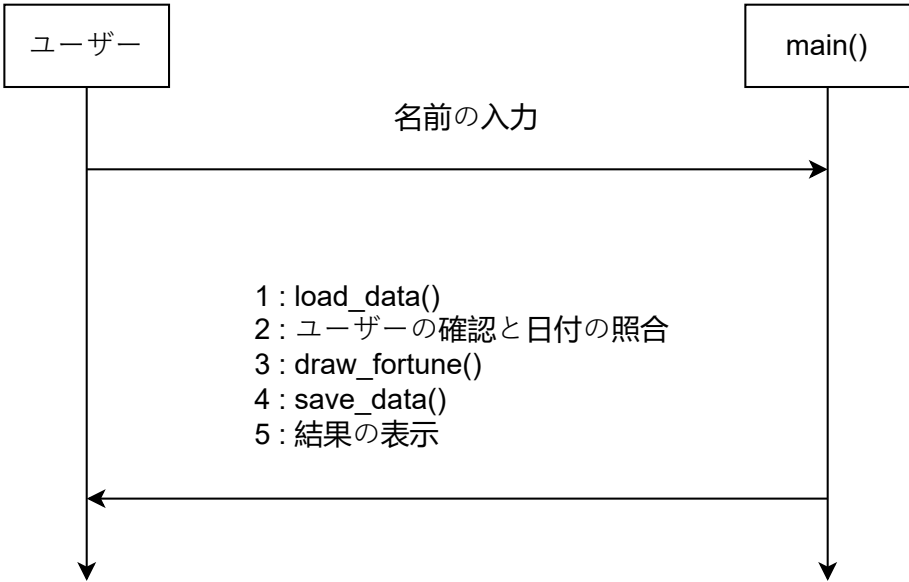 ユーザー
main()
名前の入力
1 : load_data()
2 : ユーザーの確認と日付の照合
3 : draw_fortune()
4 : save_data()
5 : 結果の表示